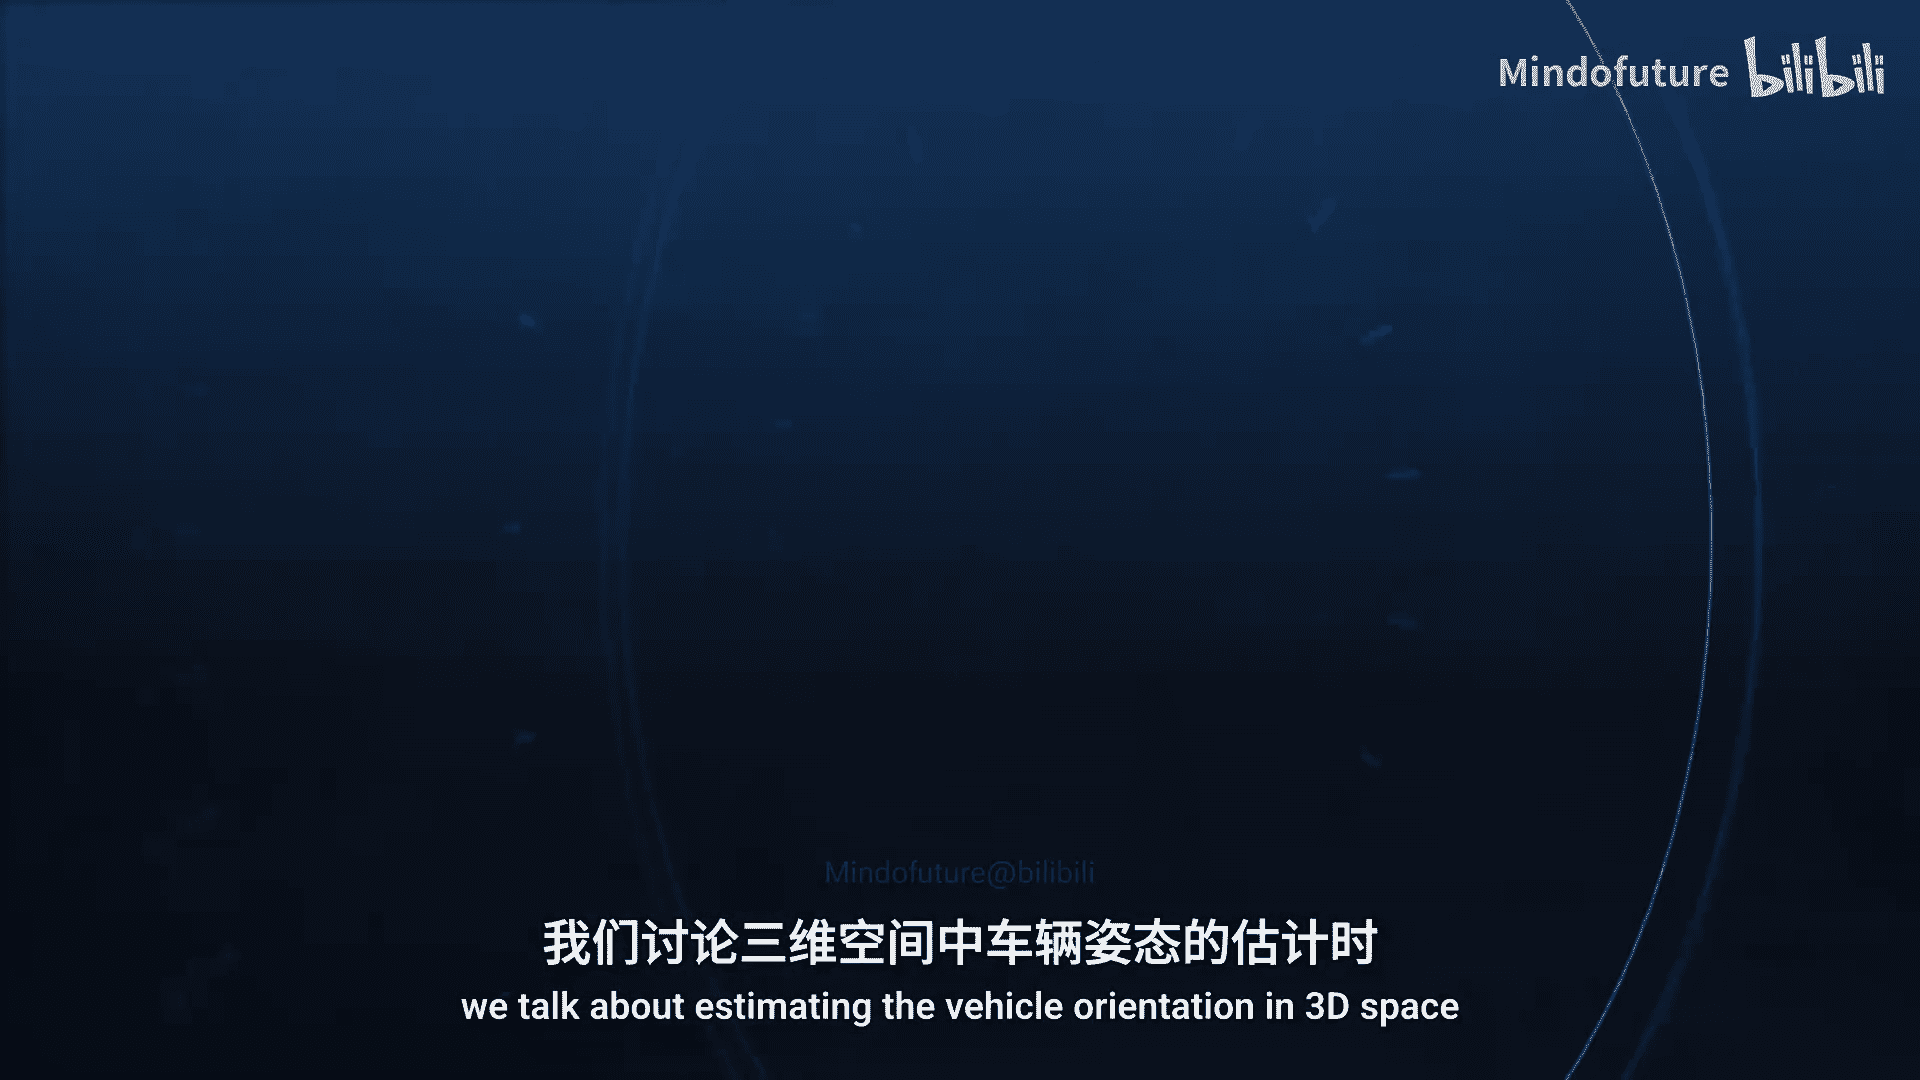 Mindofuture bilibili
Mindofuture@bilibili
我们讨论三维空间中车辆姿态的估计时
we talk about estimating the vehicle orientation in 3D space